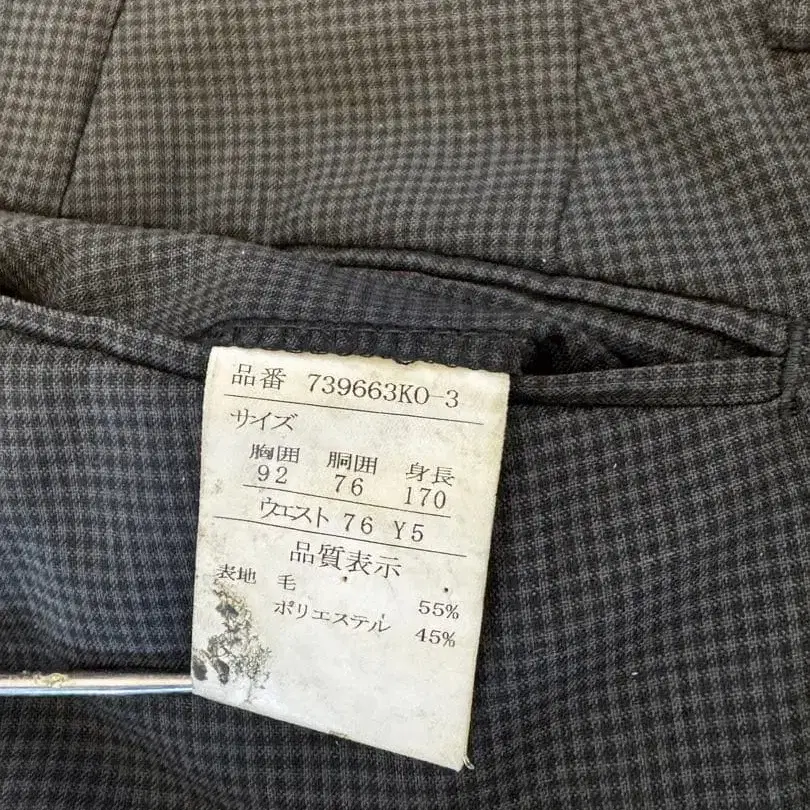 品番 739663KO-3
サイズ
胸囲 胴囲 身長
92 76 170
ウエスト 76 Y5
品質表示
表地 毛 55%
ポリエステル 45%